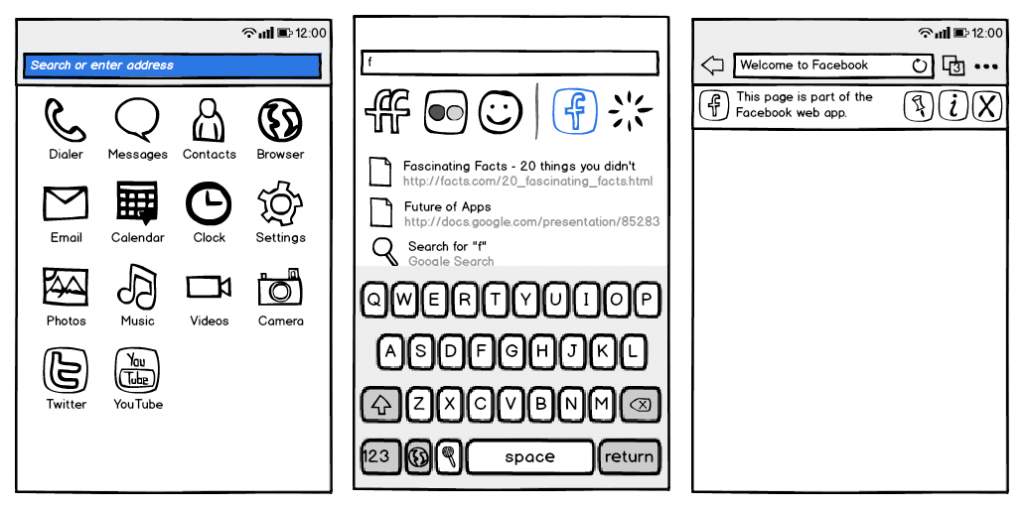 12:00
Search or enter address
Dialer Messages Contacts Browser
Email Calendar Clock Settings
Photos Music Videos Camera
You
Tube
Twitter YouTube
f
fff f
Fascinating Facts - 20 things you didn't
http://facts.com/20_fascinating_facts.html
Future of Apps
http://docs.google.com/presentation/85283
Search for "f"
Google Search
Q W E R T Y U I O P
A S D F G H J K L
Z X C V B N M
123 space return
12:00
Welcome to Facebook 3
f This page is part of the
Facebook web app. i X